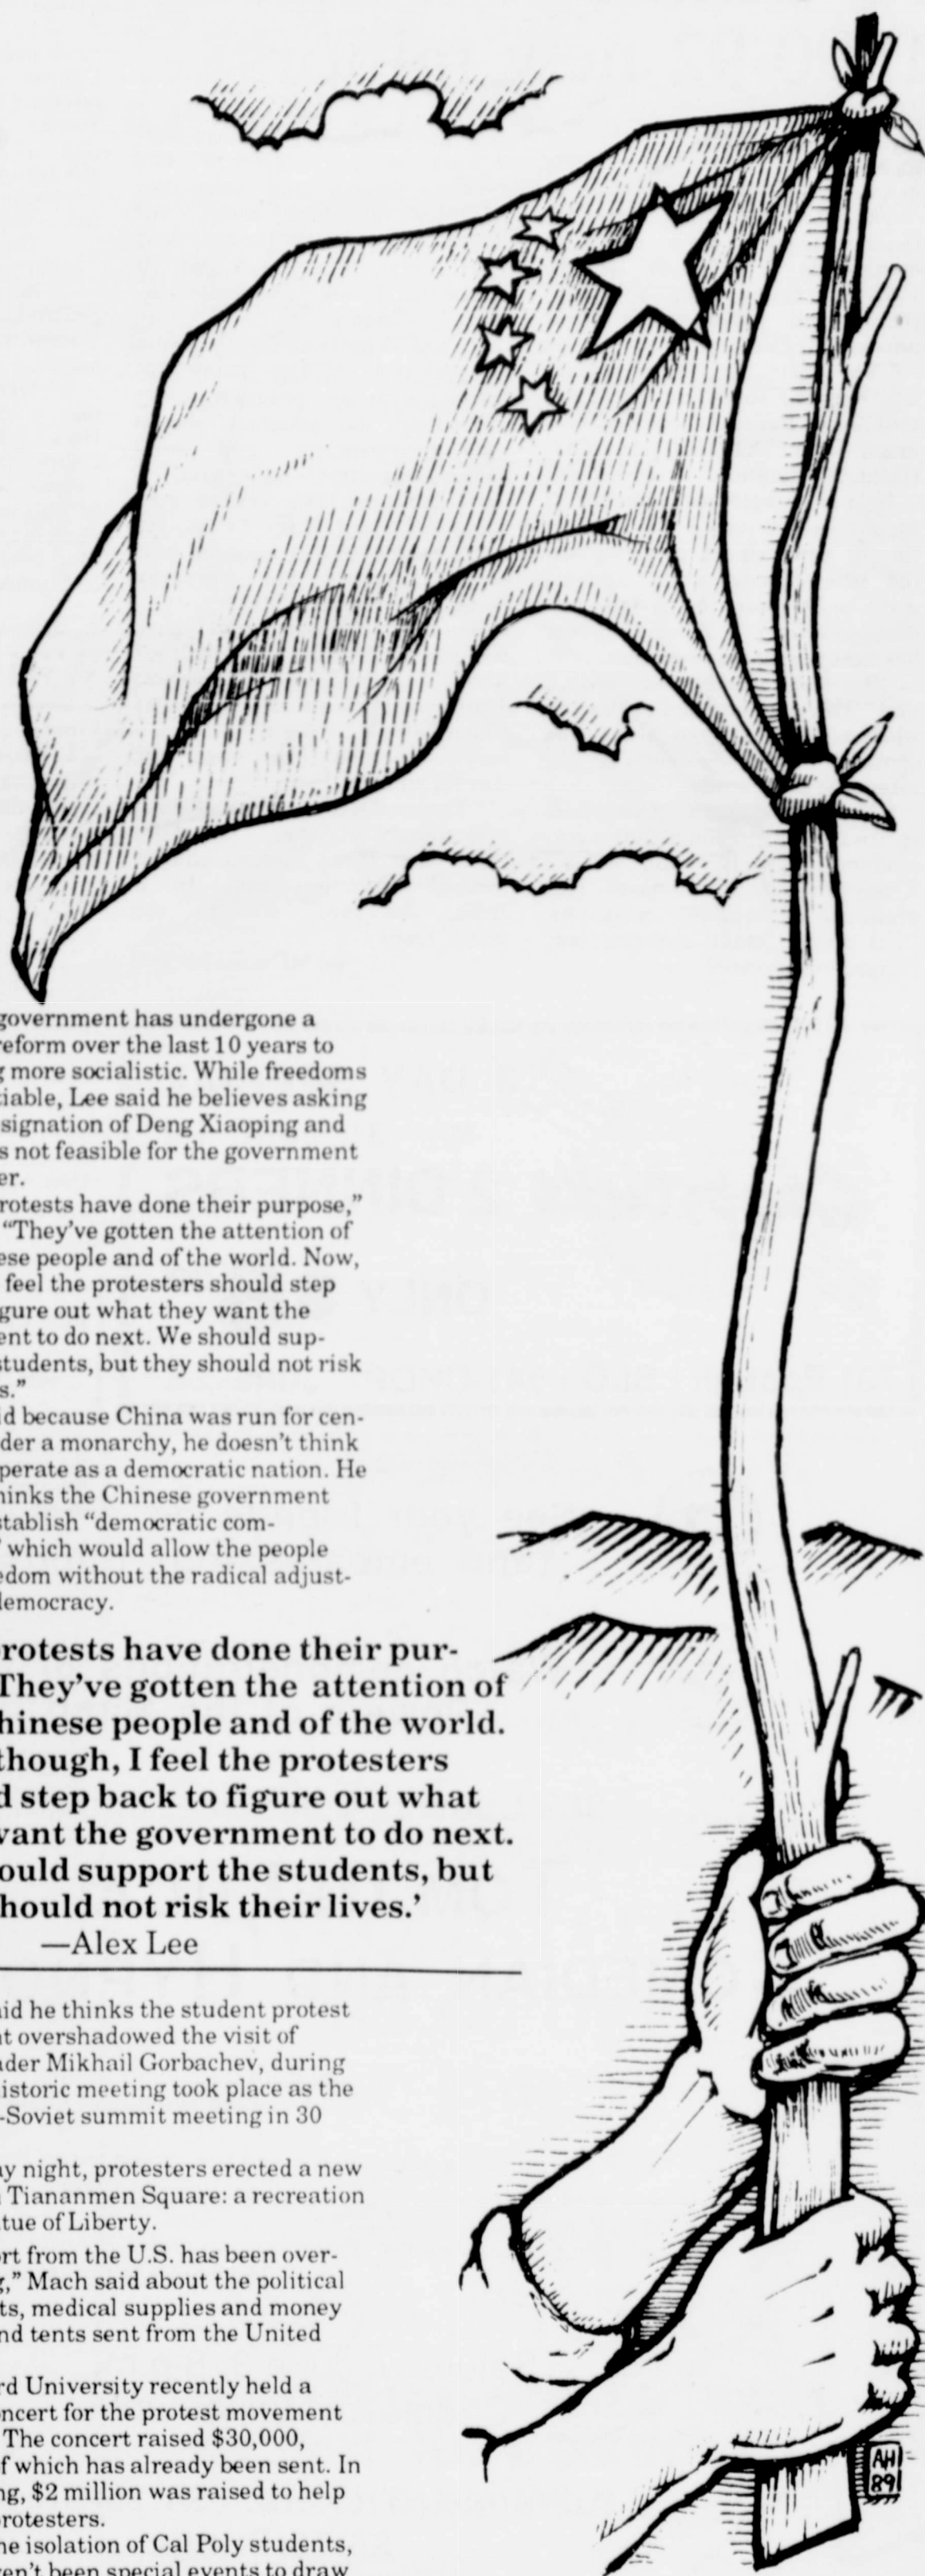 government has undergone a
reform over the last 10 years to
g more socialistic. While freedoms
iable, Lee said he believes asking
signation of Deng Xiaoping and
s not feasible for the government
er.
rotests have done their purpose,”
“They’ve gotten the attention of
ese people and of the world. Now,
feel the protesters should step
gure out what they want the
ent to do next. We should sup-
students, but they should not risk
s.”
d because China was run for cen-
der a monarchy, he doesn’t think
perate as a democratic nation. He
hinks the Chinese government
stablish “democratic com-
’ which would allow the people
edom without the radical adjust-
democracy.
rotests have done their pur-
They’ve gotten the attention of
hinese people and of the world.
though, I feel the protesters
d step back to figure out what
vant the government to do next.
ould support the students, but
hould not risk their lives.’
—Alex Lee
aid he thinks the student protest
nt overshadowed the visit of
ader Mikhail Gorbachev, during
istoric meeting took place as the
-Soviet summit meeting in 30
ay night, protesters erected a new
n Tiananmen Square: a recreation
tue of Liberty.
rt from the U.S. has been over-
g,” Mach said about the political
ts, medical supplies and money
nd tents sent from the United
rd University recently held a
ncert for the protest movement
The concert raised $30,000,
f which has already been sent. In
ng, $2 million was raised to help
rotesters.
he isolation of Cal Poly students,
ven’t been special events to draw
AH
89